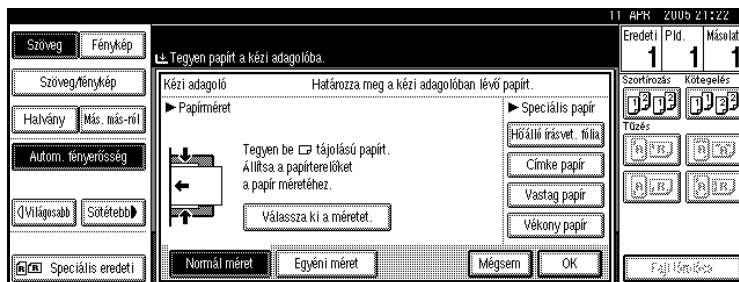 11 APR 2005 21:22
Szöveg
Fénykép
Szöveg/fénykép
Halvány
Más. más-ról
Autom. fényerősség
Világosabb
Sötétebb
Speciális eredeti
Tegyen papírt a kézi adagolóba.
Kézi adagoló
Határozza meg a kézi adagolóban lévő papírt.
► Papírméret
Tegyen be tájolású papírt.
Állítsa a papírterelőket
a papír méretéhez.
Válassza ki a méretet.
► Speciális papír
Hőálló írásvet. fólia
Címke papír
Vastag papír
Vékony papír
Normál méret
Egyéni méret
Mégsem
OK
Eredeti Pld. Másolat
1 1 1
Szortírozás Kötegelés
Tűzés